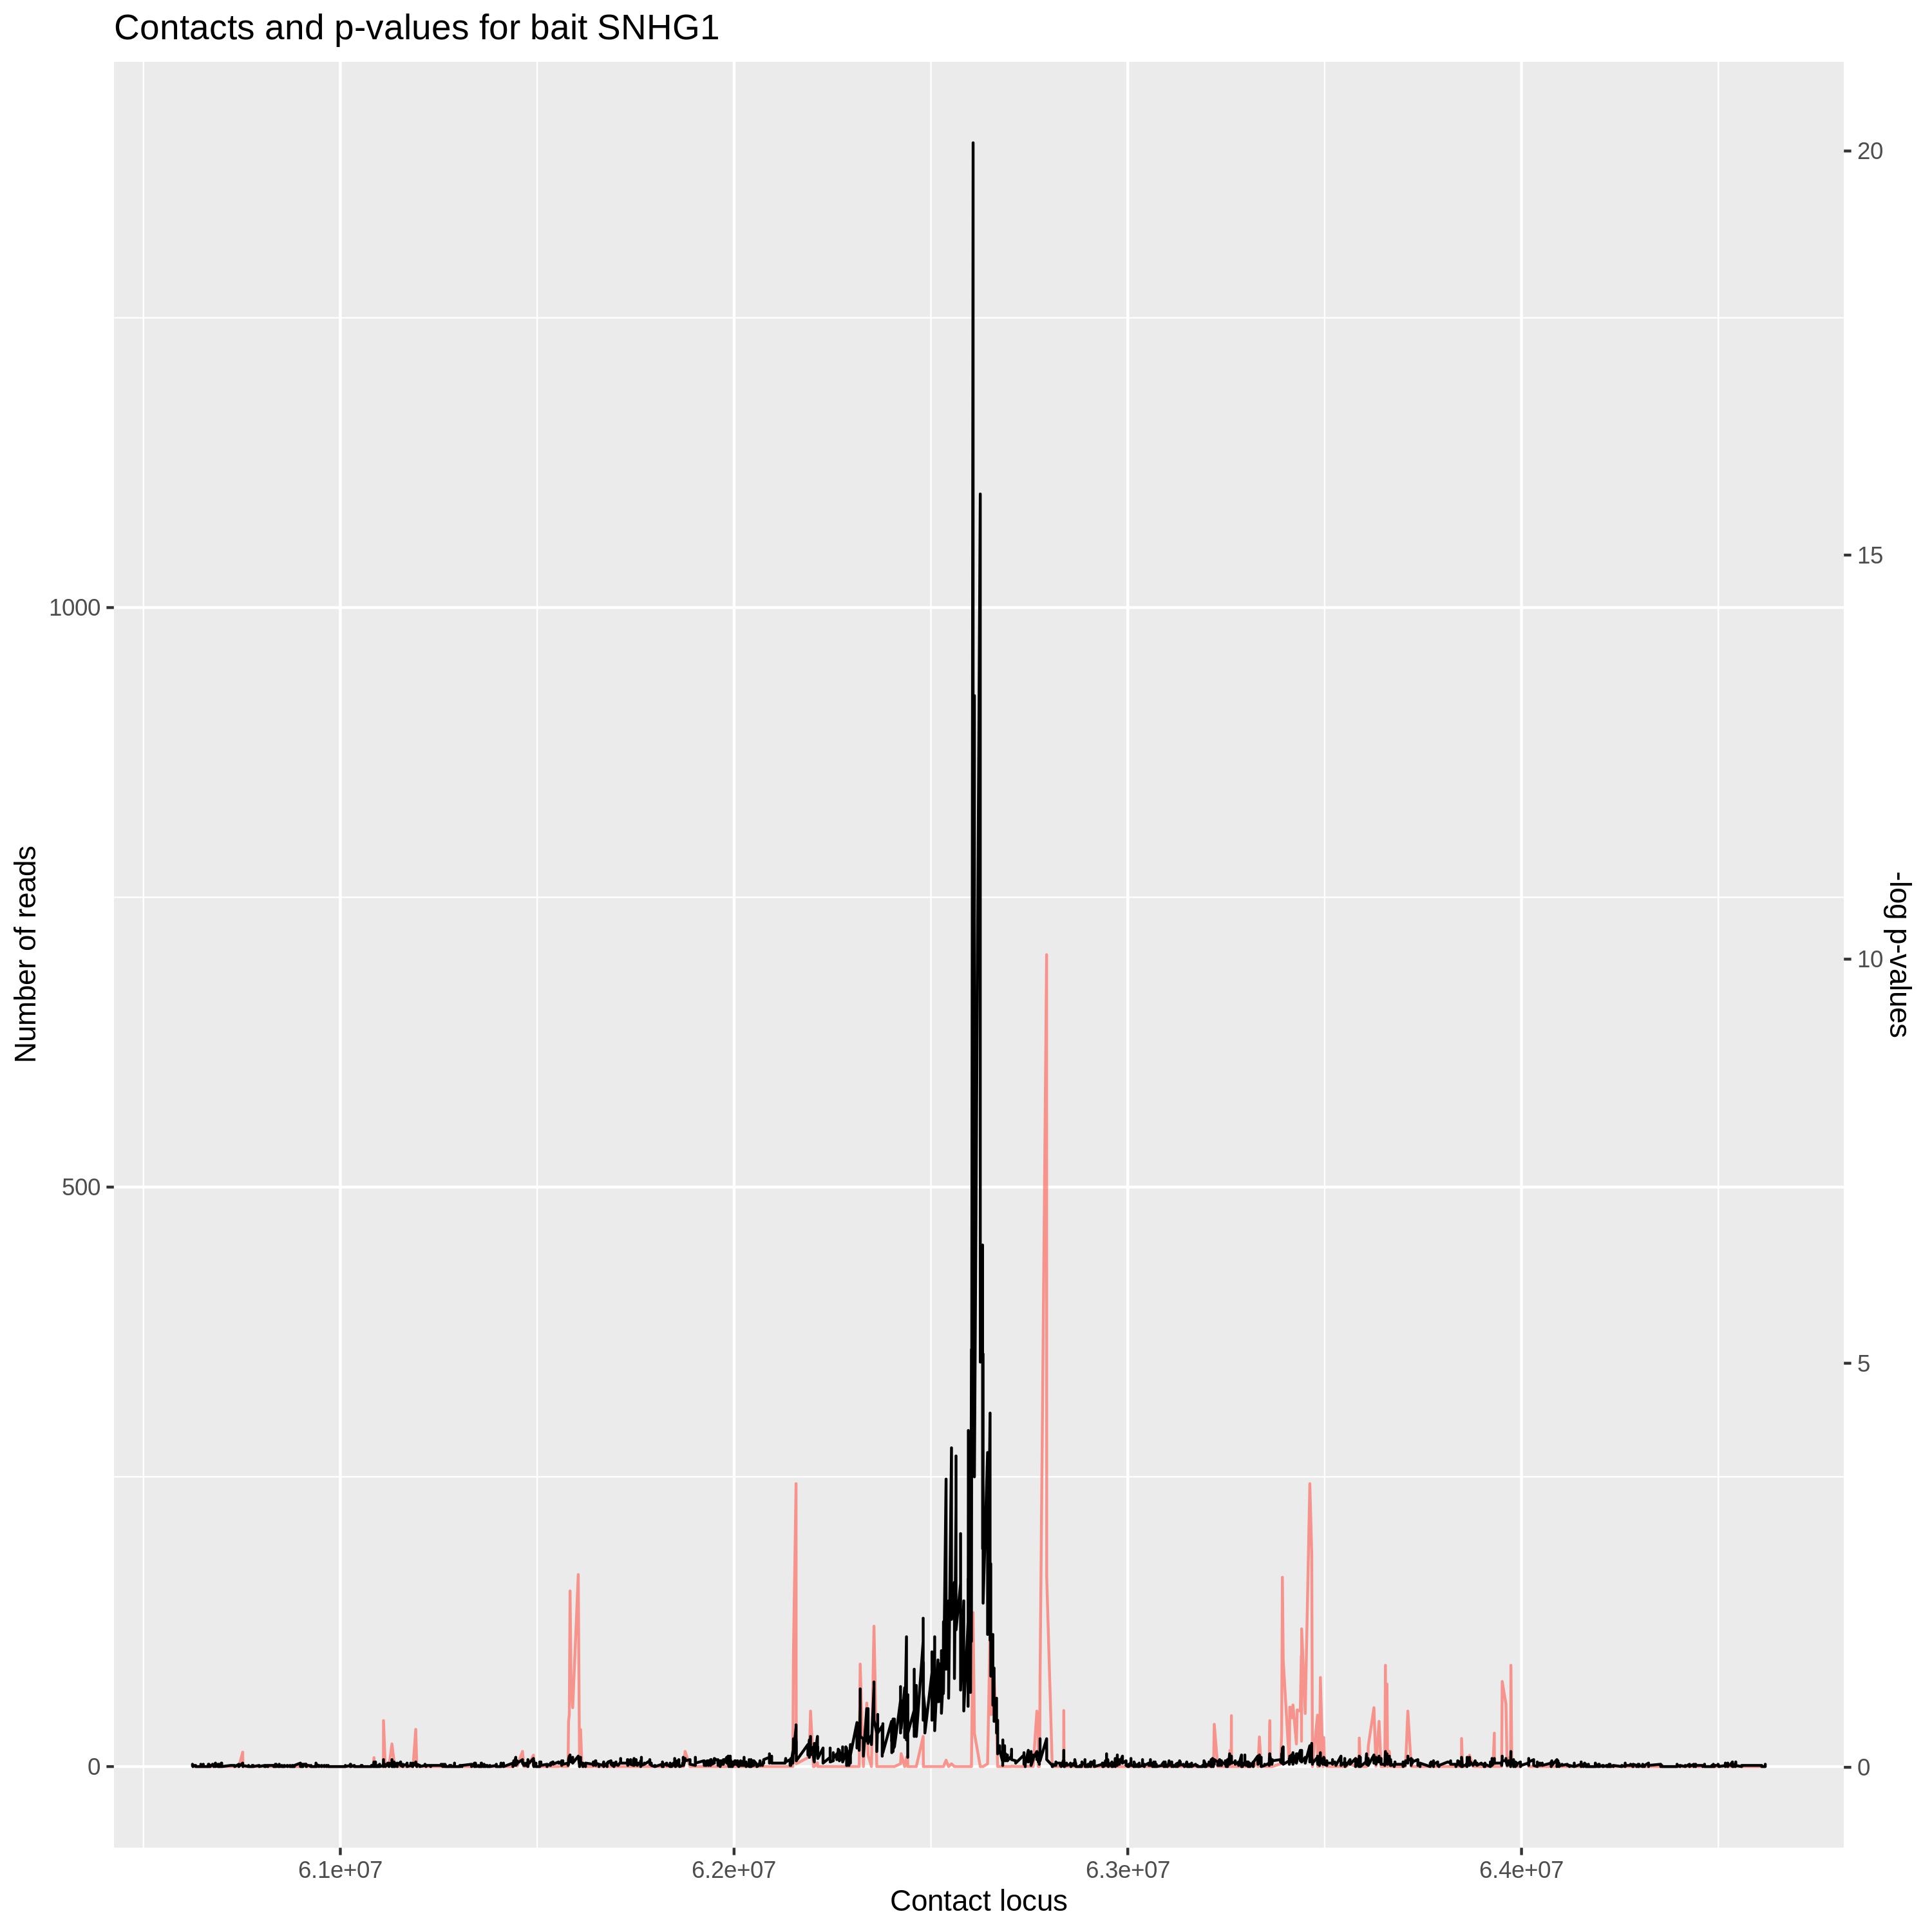 Contacts and p-values for bait SNHG1
Number of reads
1000
500
0
20
15
10
5
0
-log p-values
6.1e+07
6.2e+07
6.3e+07
6.4e+07
Contact locus